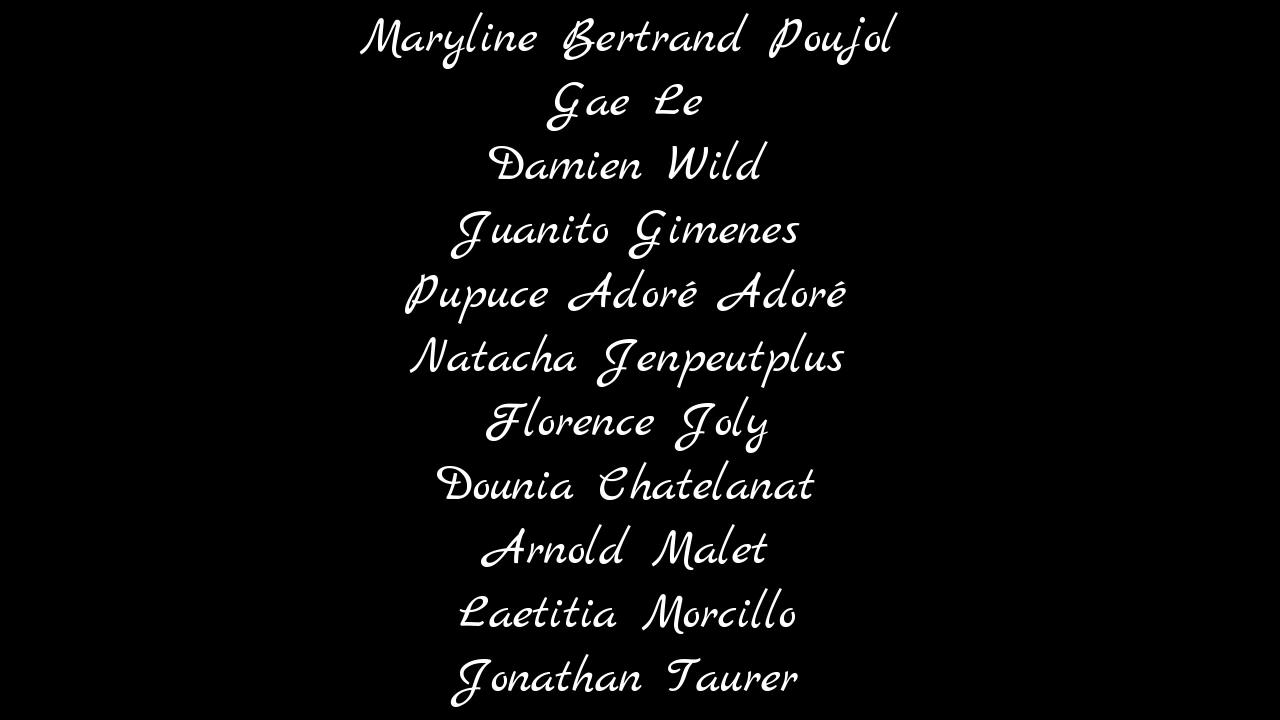 Maryline Bertrand Poujol
Gae Le
Damien Wild
Juanito Gimenes
Pupuce Adoré Adoré
Natacha Jenpeutplus
Florence Joly
Dounia Chatelanat
Arnold Malet
Laetitia Morcillo
Jonathan Taurer